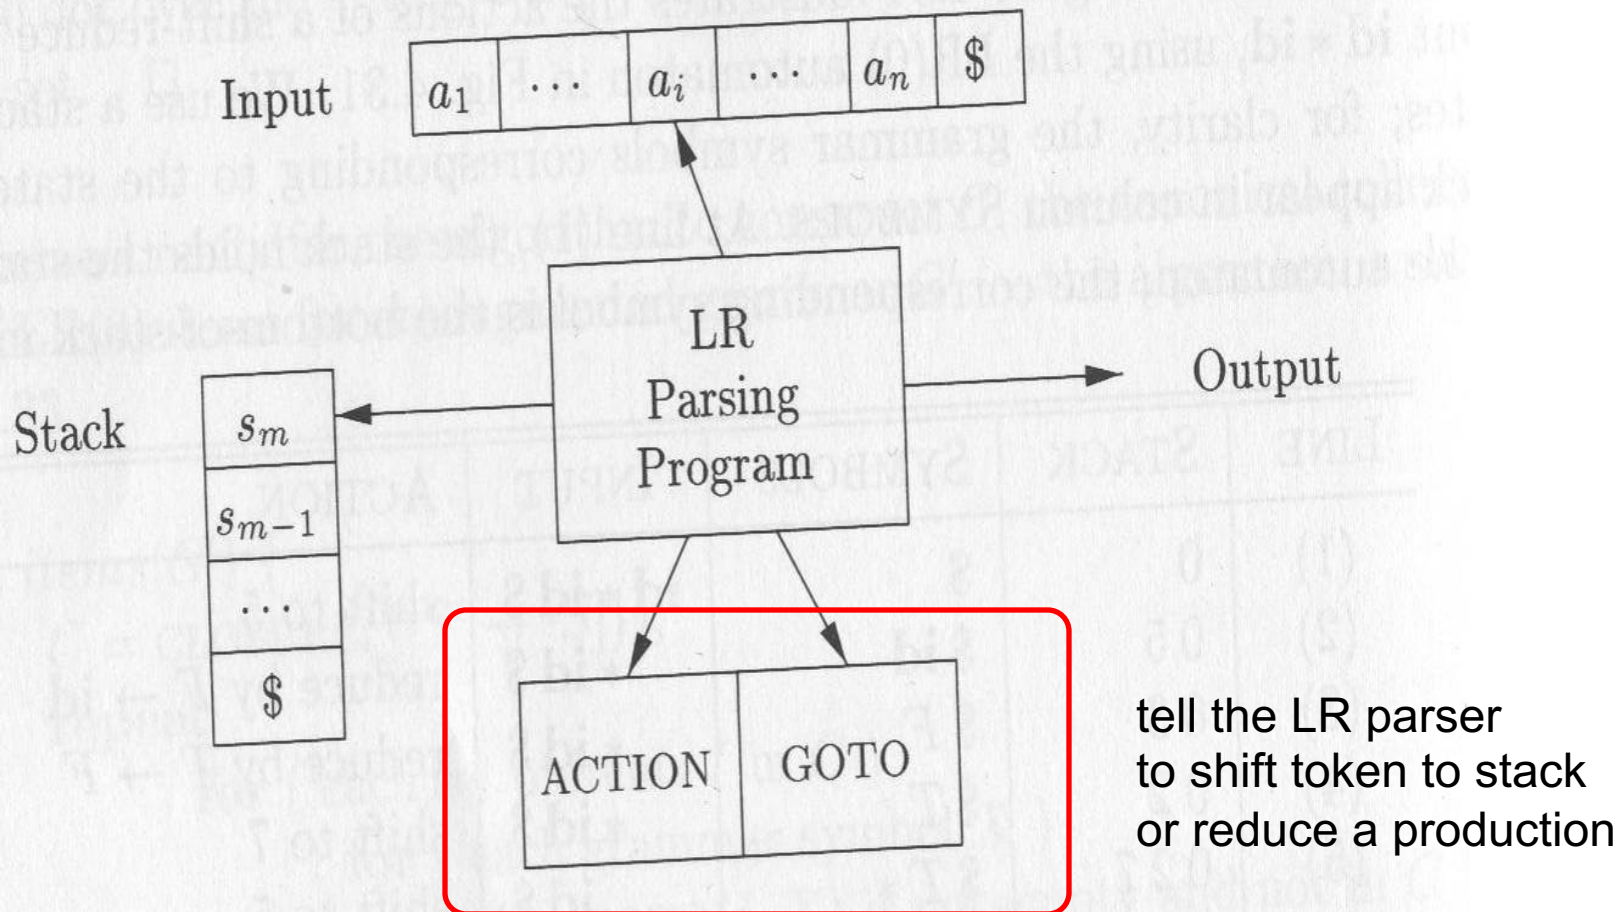 Input a₁ ··· aᵢ ··· aₙ $
LR
Parsing
Program
Output
Stack
sₘ
sₘ₋₁
···
$
ACTION GOTO
tell the LR parser
to shift token to stack
or reduce a production